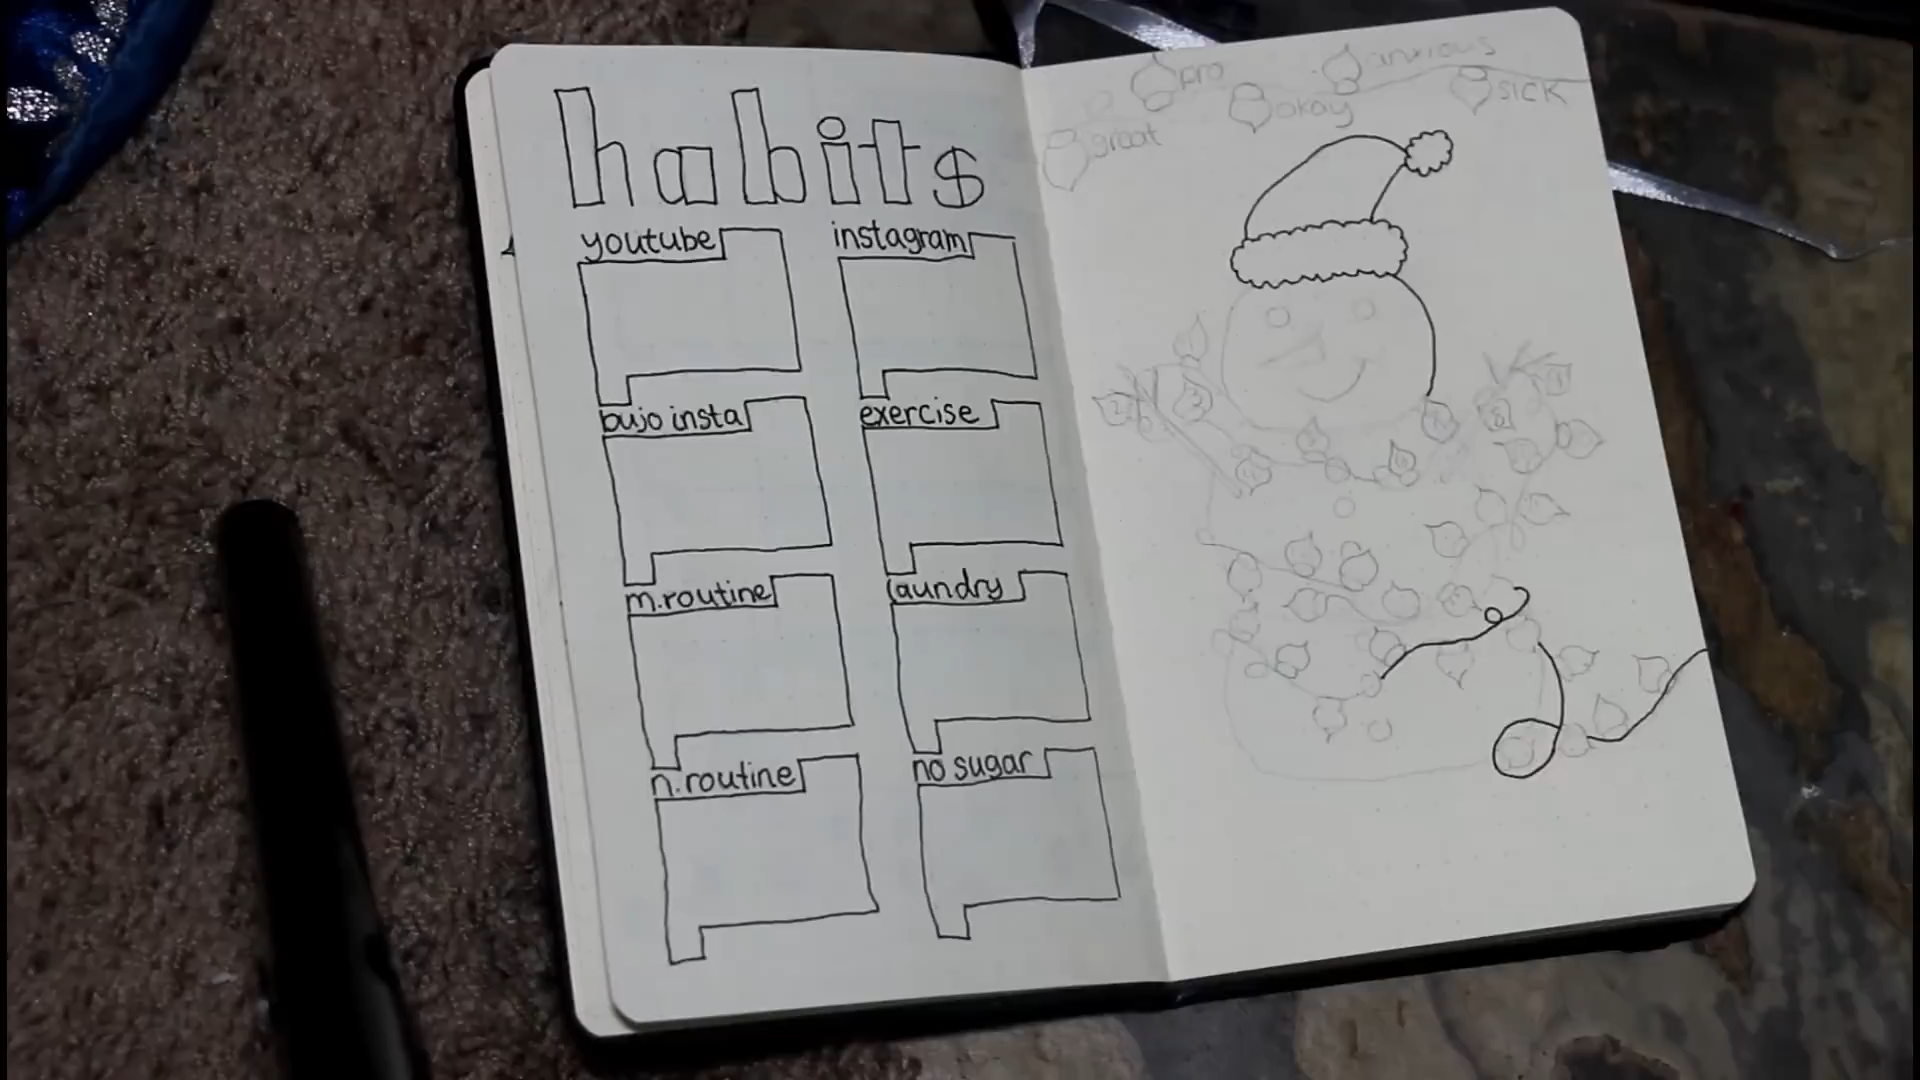 habits
youtube
instagram
bujo insta
exercise
m.routine
laundry
n.routine
no sugar
great
pro
okay
anxious
sick